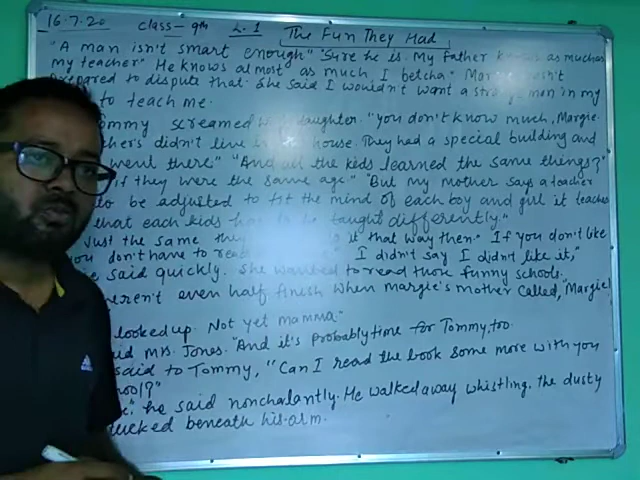 16.7.20 Class - 9th L.1 The Fun They Had
"A man isn't smart enough" "Sure he is. My father knows as much as
my teacher" He knows almost as much I betcha."
prepared to dispute that. She said I wouldn't want a strange man in my
to teach me.
ommy screamed laughter. "you don't know much, Margie.
chers didn't live house. They had a special building and
went there" "And all the kids learned the same things?"
if they were the same age" "But my mother says a teacher
to be adjusted to fit the mind of each boy and girl it teaches
that each kids has to be taught differently."
Just the same they it that way then. If you don't like
you don't have to I didn't say I didn't like it,"
said quickly. She wanted to read those funny schools.
eren't even half finish when margie's mother called, Margie!
looked up. Not yet mamma"
aid Mrs. Jones. "And it's probably time for Tommy, too.
said to Tommy, "Can I read the book some more with you
hool?"
he said nonchalantly. He walked away whistling, the dusty
tucked beneath his arm.
adidas